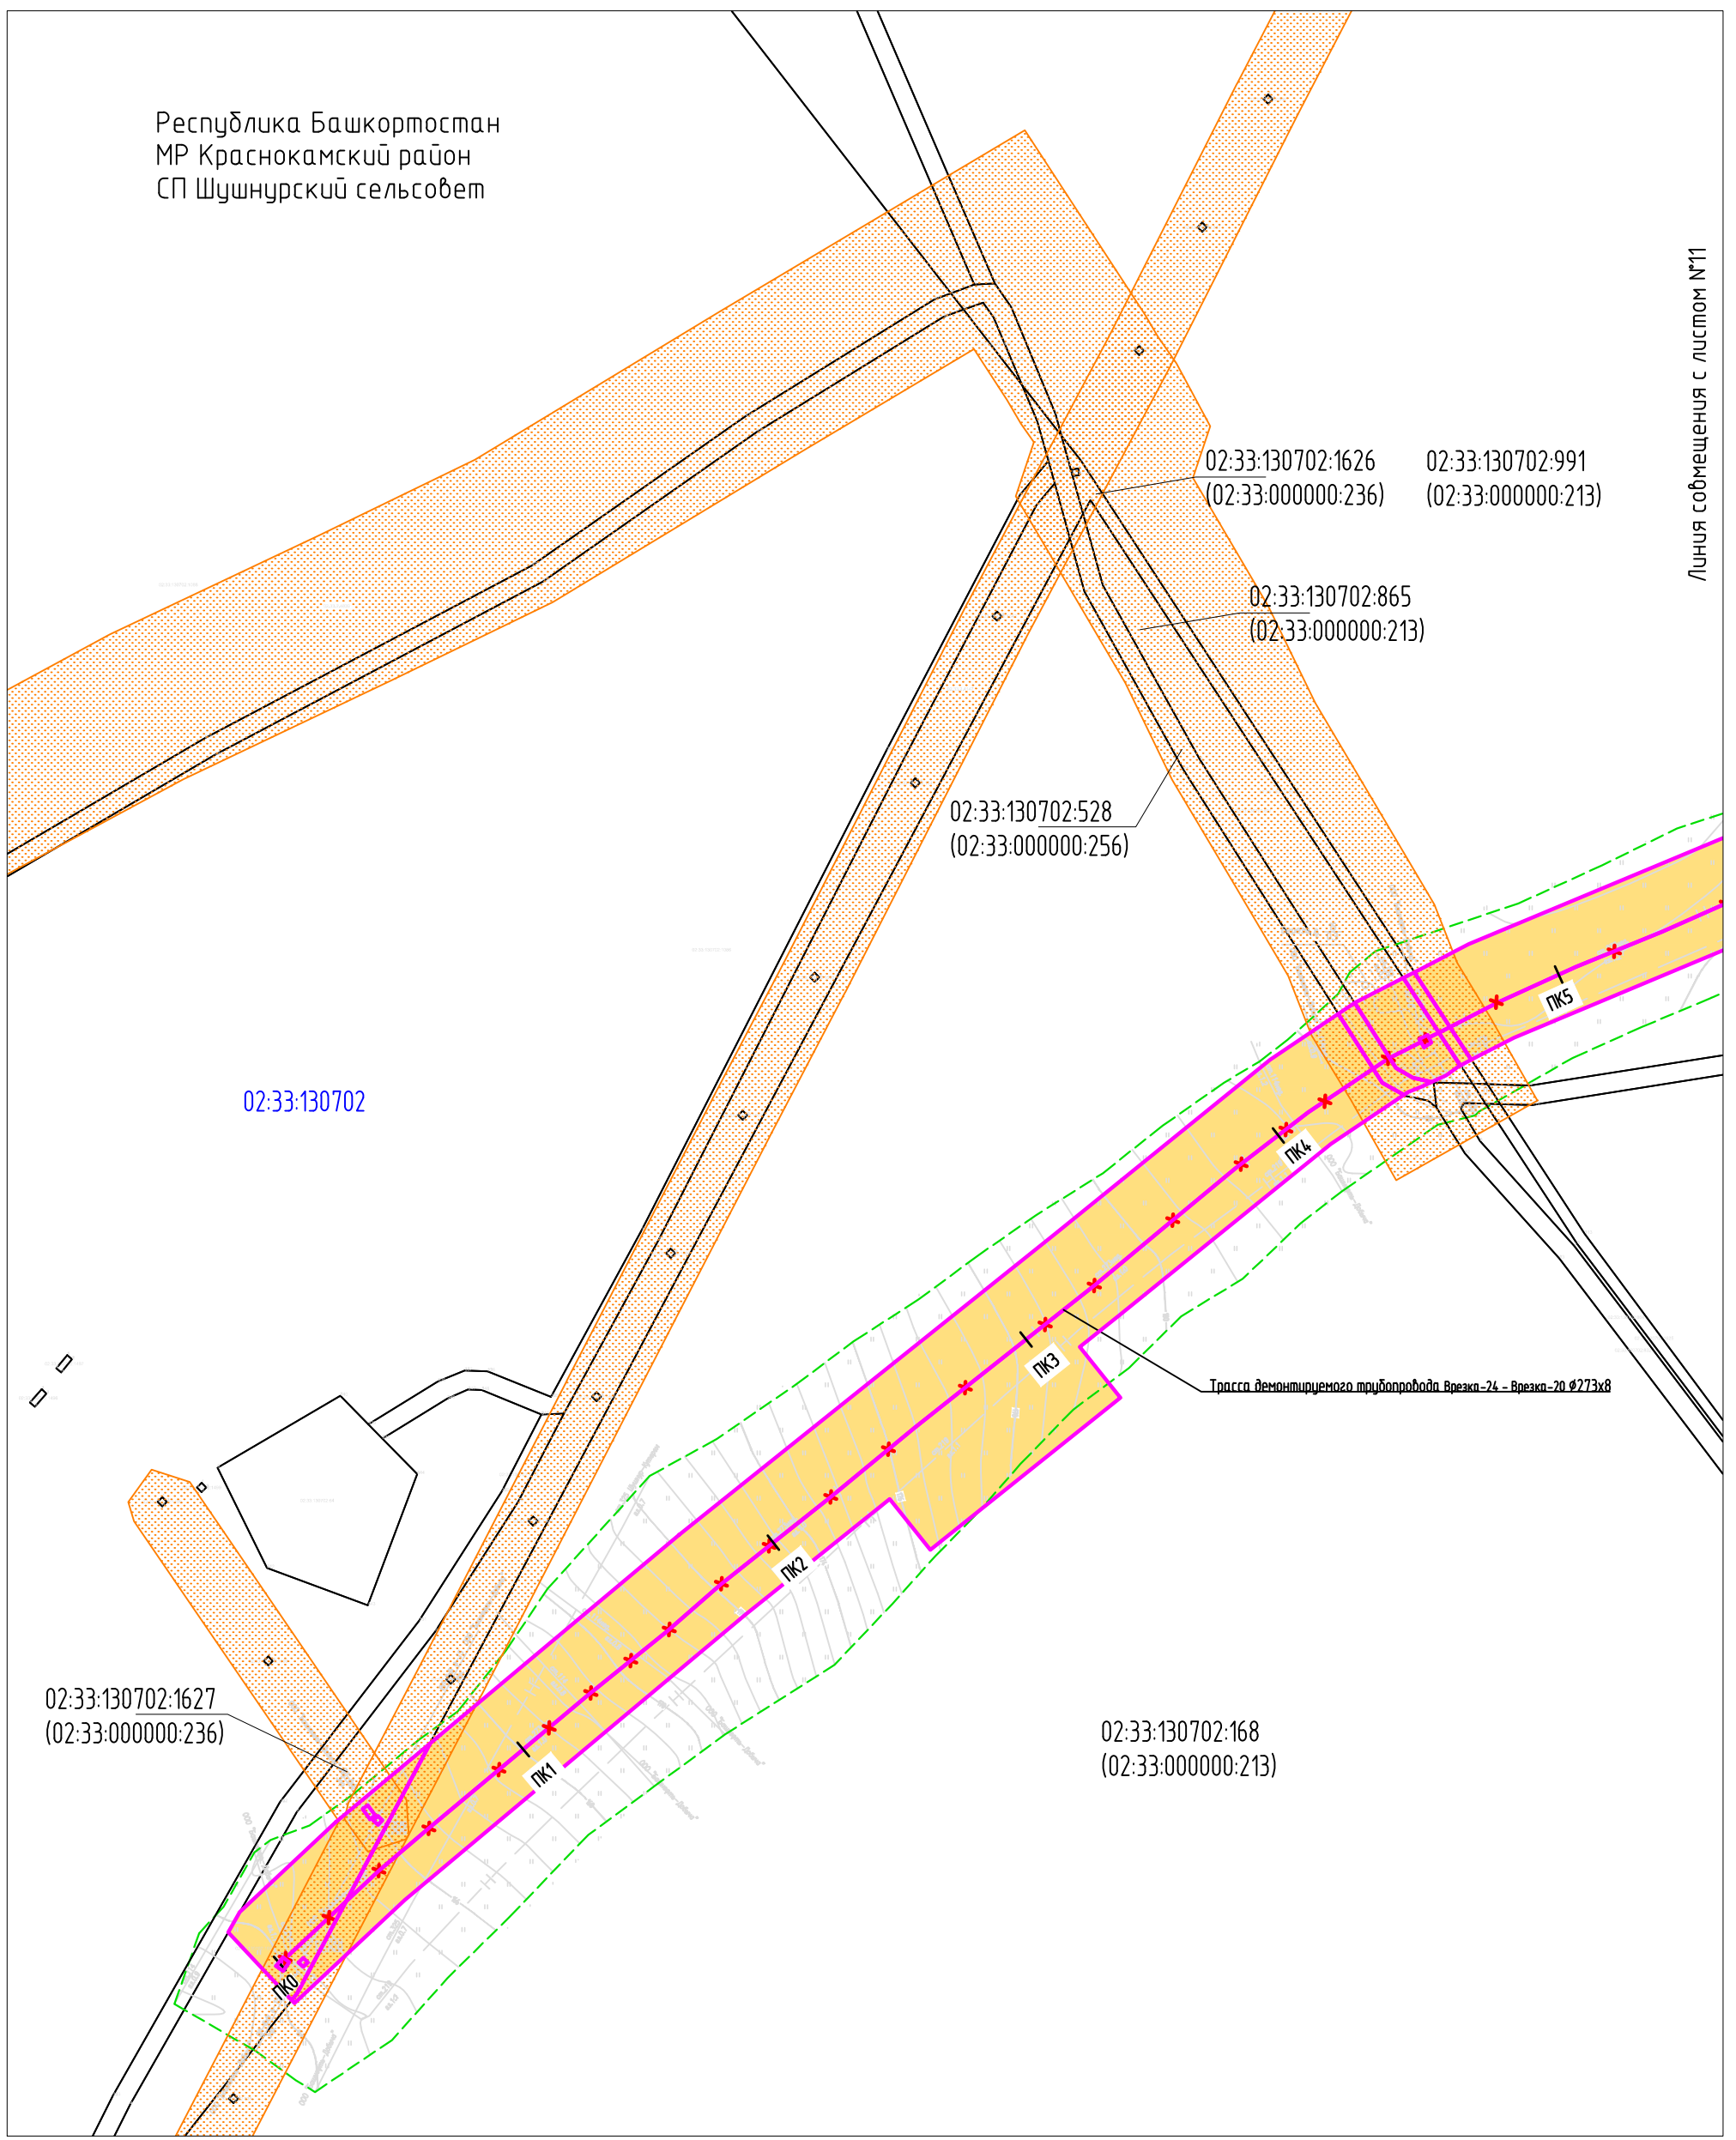 Республика Башкортостан
МР Краснокамский район
СП Шушнурский сельсовет
Линия совмещения с листом №11
02:33:130702:1626
(02:33:000000:236)
02:33:130702:991
(02:33:000000:213)
02:33:130702:865
(02:33:000000:213)
02:33:130702:528
(02:33:000000:256)
ПК5
02:33:130702
ПК4
ПК3
Трасса демонтируемого трубопровода Врезка-24 - Врезка-20 Ø273х8
ПК2
02:33:130702:1627
(02:33:000000:236)
02:33:130702:168
(02:33:000000:213)
ПК1
ПК0